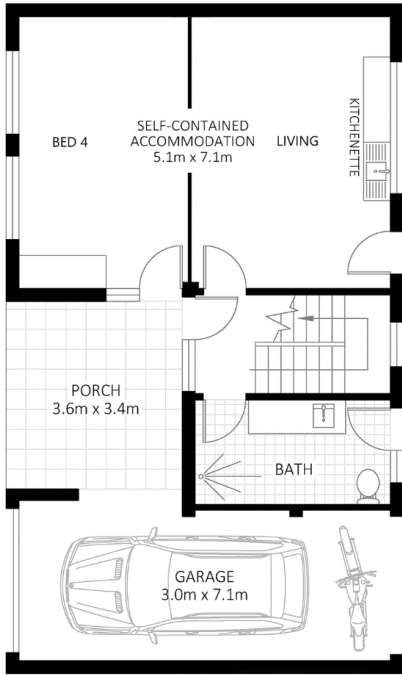 SELF-CONTAINED
ACCOMMODATION
5.1m x 7.1m
BED 4
LIVING
KITCHENETTE
PORCH
3.6m x 3.4m
BATH
GARAGE
3.0m x 7.1m